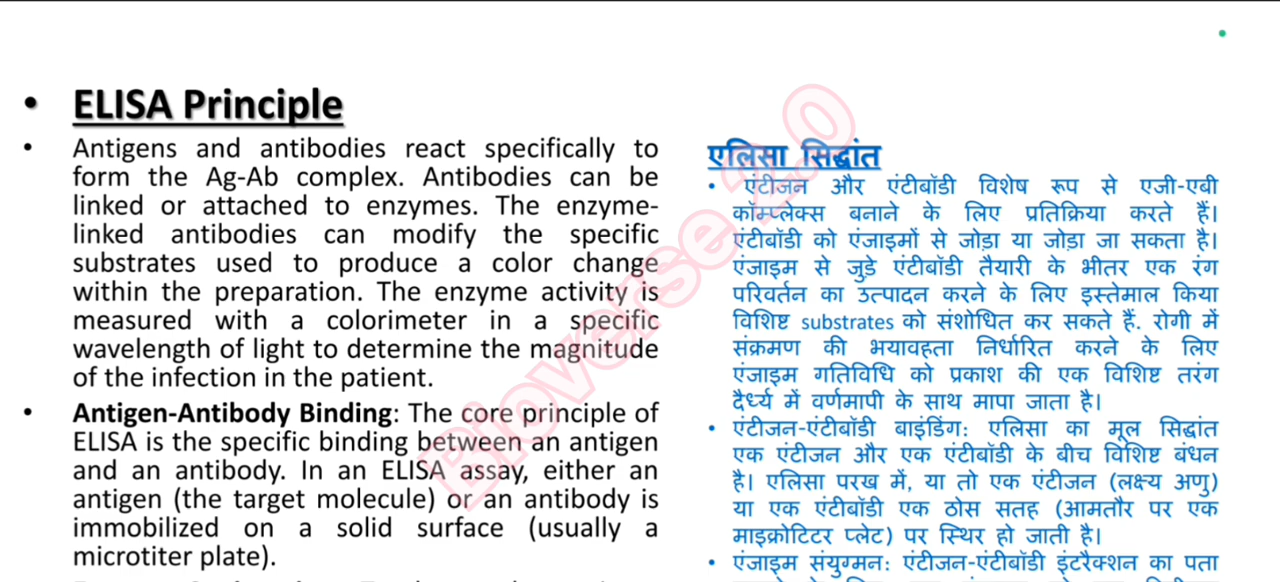 ELISA Principle
Antigens and antibodies react specifically to
form the Ag-Ab complex. Antibodies can be
linked or attached to enzymes. The enzyme-
linked antibodies can modify the specific
substrates used to produce a color change
within the preparation. The enzyme activity is
measured with a colorimeter in a specific
wavelength of light to determine the magnitude
of the infection in the patient.
Antigen-Antibody Binding: The core principle of
ELISA is the specific binding between an antigen
and an antibody. In an ELISA assay, either an
antigen (the target molecule) or an antibody is
immobilized on a solid surface (usually a
microtiter plate).
एलिसा सिद्धांत
एंटीजन और एंटीबॉडी विशेष रूप से एजी-एबी
कॉम्प्लेक्स बनाने के लिए प्रतिक्रिया करते हैं।
एंटीबॉडी को एंजाइमों से जोड़ा या जोड़ा जा सकता है।
एंजाइम से जुड़े एंटीबॉडी तैयारी के भीतर एक रंग
परिवर्तन का उत्पादन करने के लिए इस्तेमाल किया
विशिष्ट substrates को संशोधित कर सकते हैं. रोगी में
संक्रमण की भयावहता निर्धारित करने के लिए
एंजाइम गतिविधि को प्रकाश की एक विशिष्ट तरंग
दैर्ध्य में वर्णमापी के साथ मापा जाता है।
एंटीजन-एंटीबॉडी बाइंडिंग: एलिसा का मूल सिद्धांत
एक एंटीजन और एक एंटीबॉडी के बीच विशिष्ट बंधन
है। एलिसा परख में, या तो एक एंटीजन (लक्ष्य अणु)
या एक एंटीबॉडी एक ठोस सतह (आमतौर पर एक
माइक्रोटिटर प्लेट) पर स्थिर हो जाती है।
एंजाइम संयुग्मन: एंटीजन-एंटीबॉडी इंटरैक्शन का पता
Bioverse 2.0